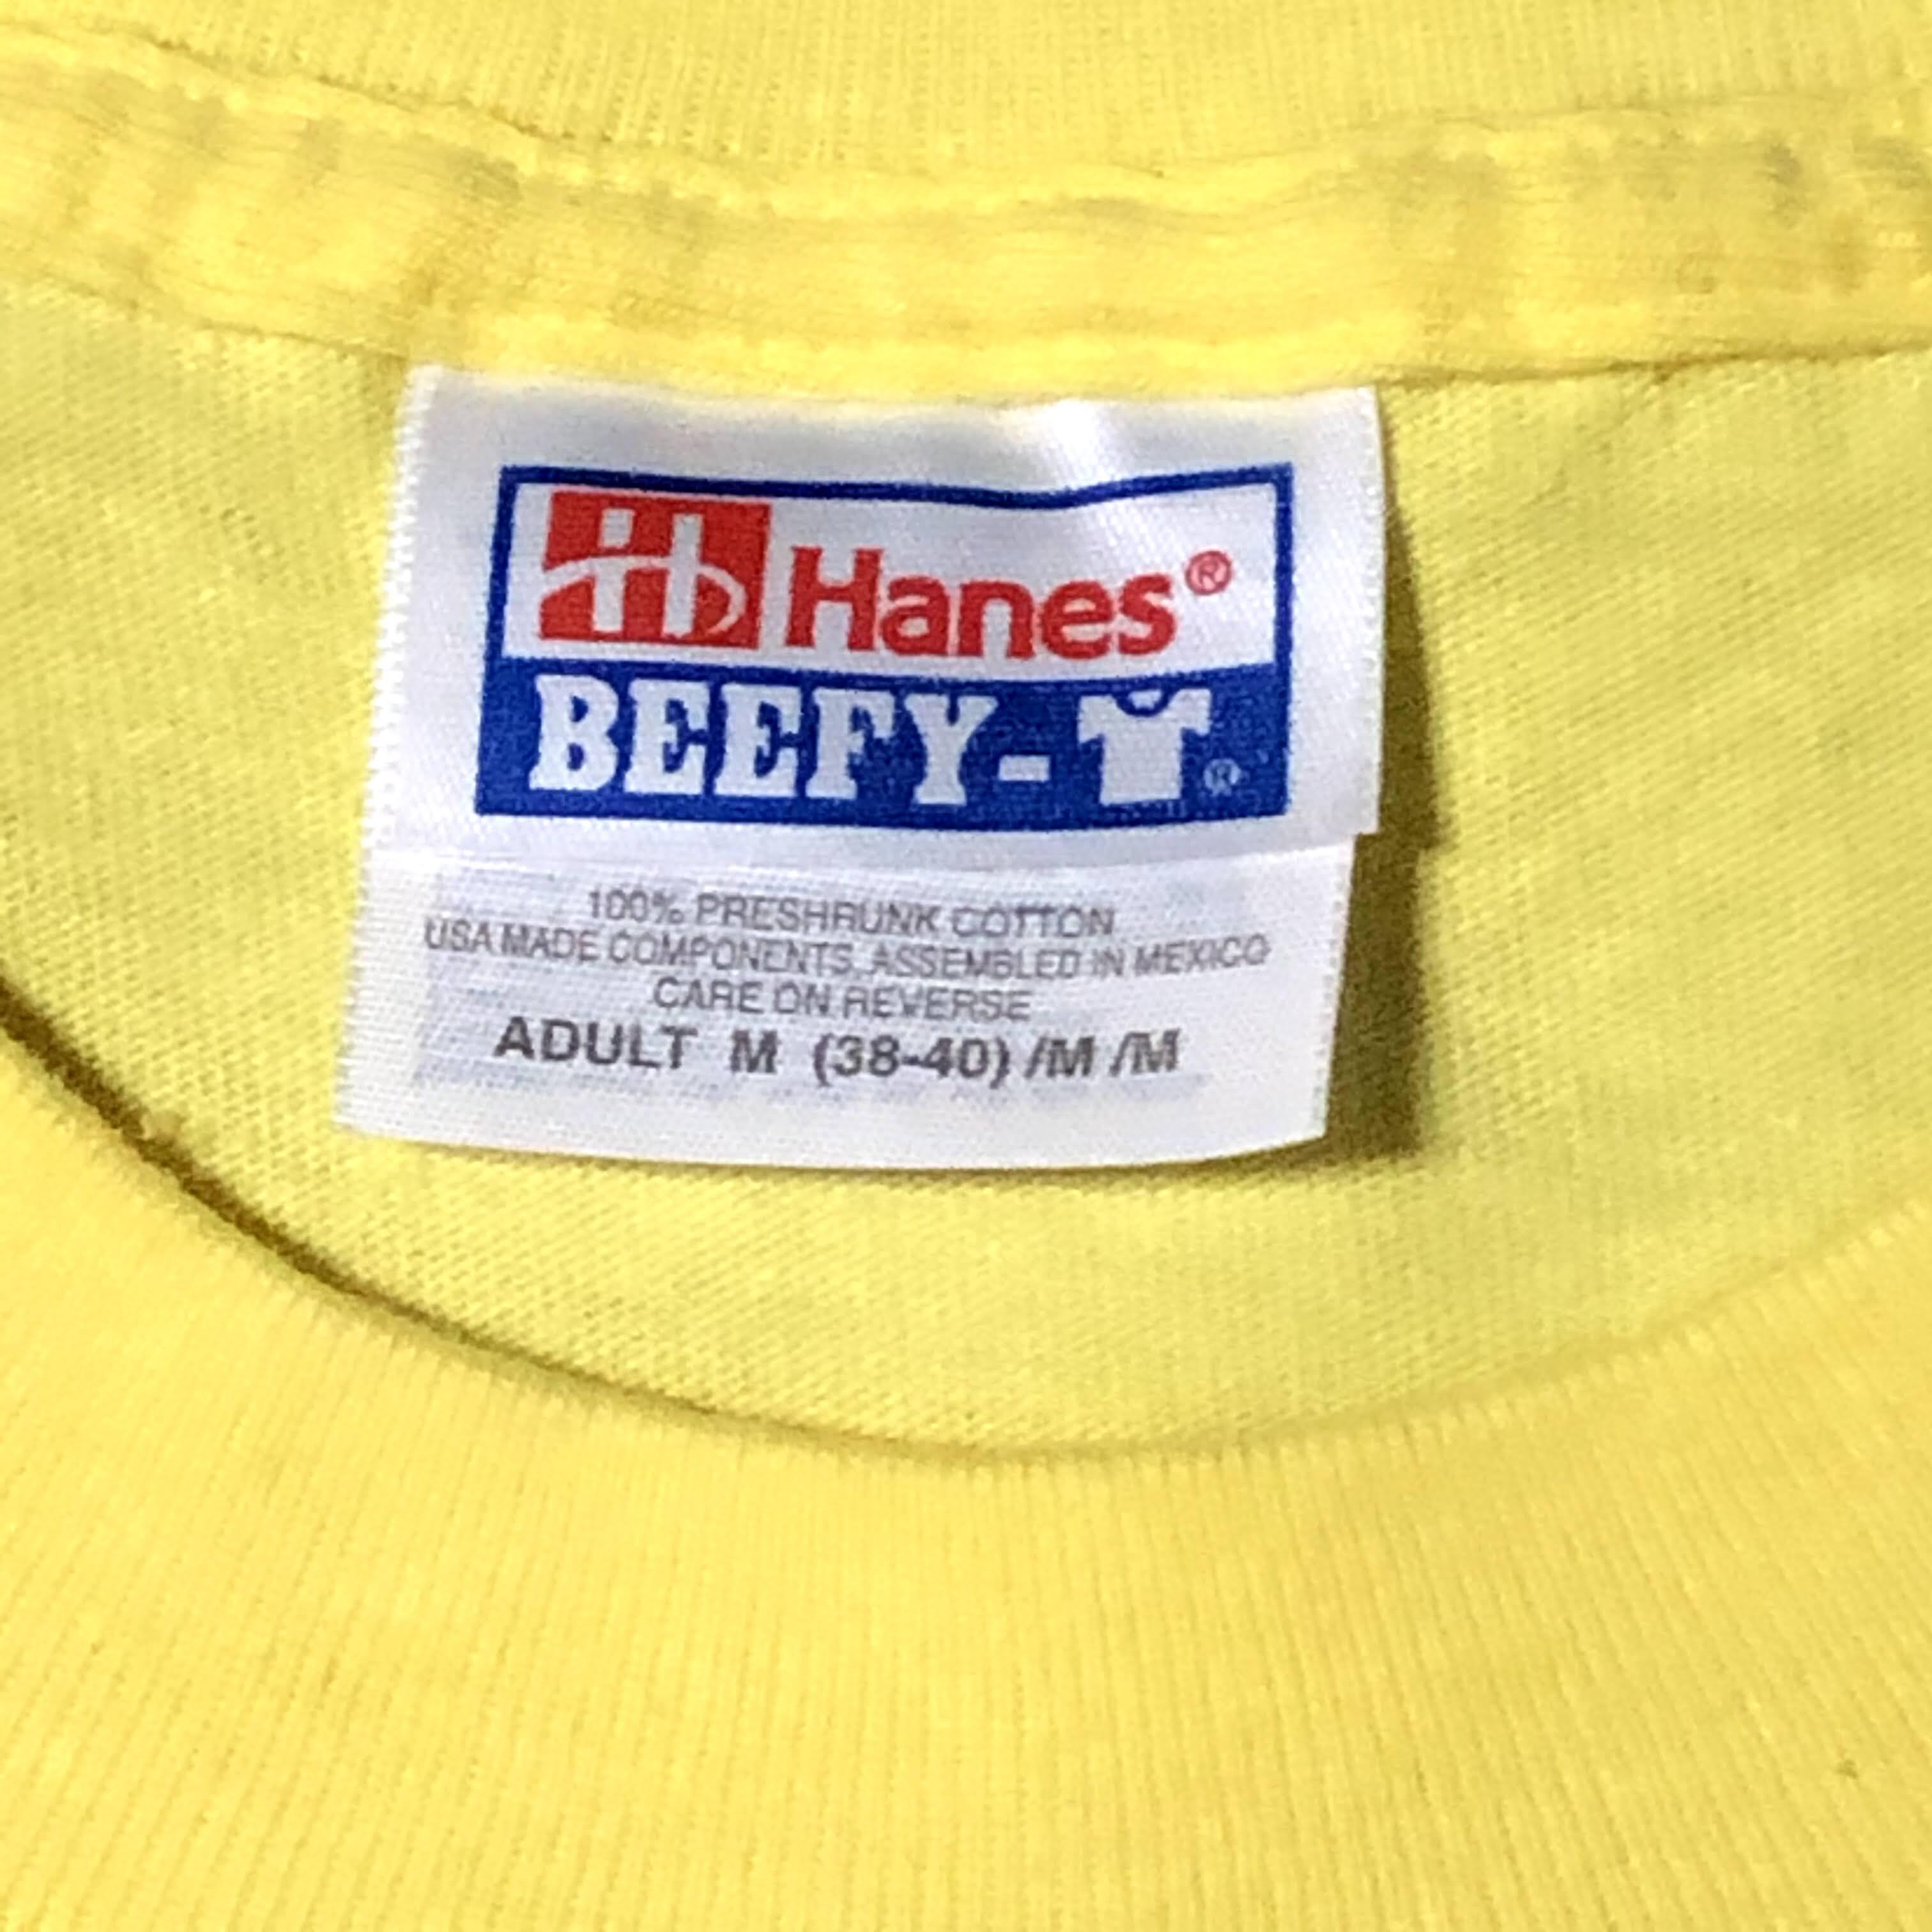 Hanes®
BEEFY-T®
100% PRESHRUNK COTTON
USA MADE COMPONENTS, ASSEMBLED IN MEXICO
CARE ON REVERSE
ADULT M (38-40) /M /M